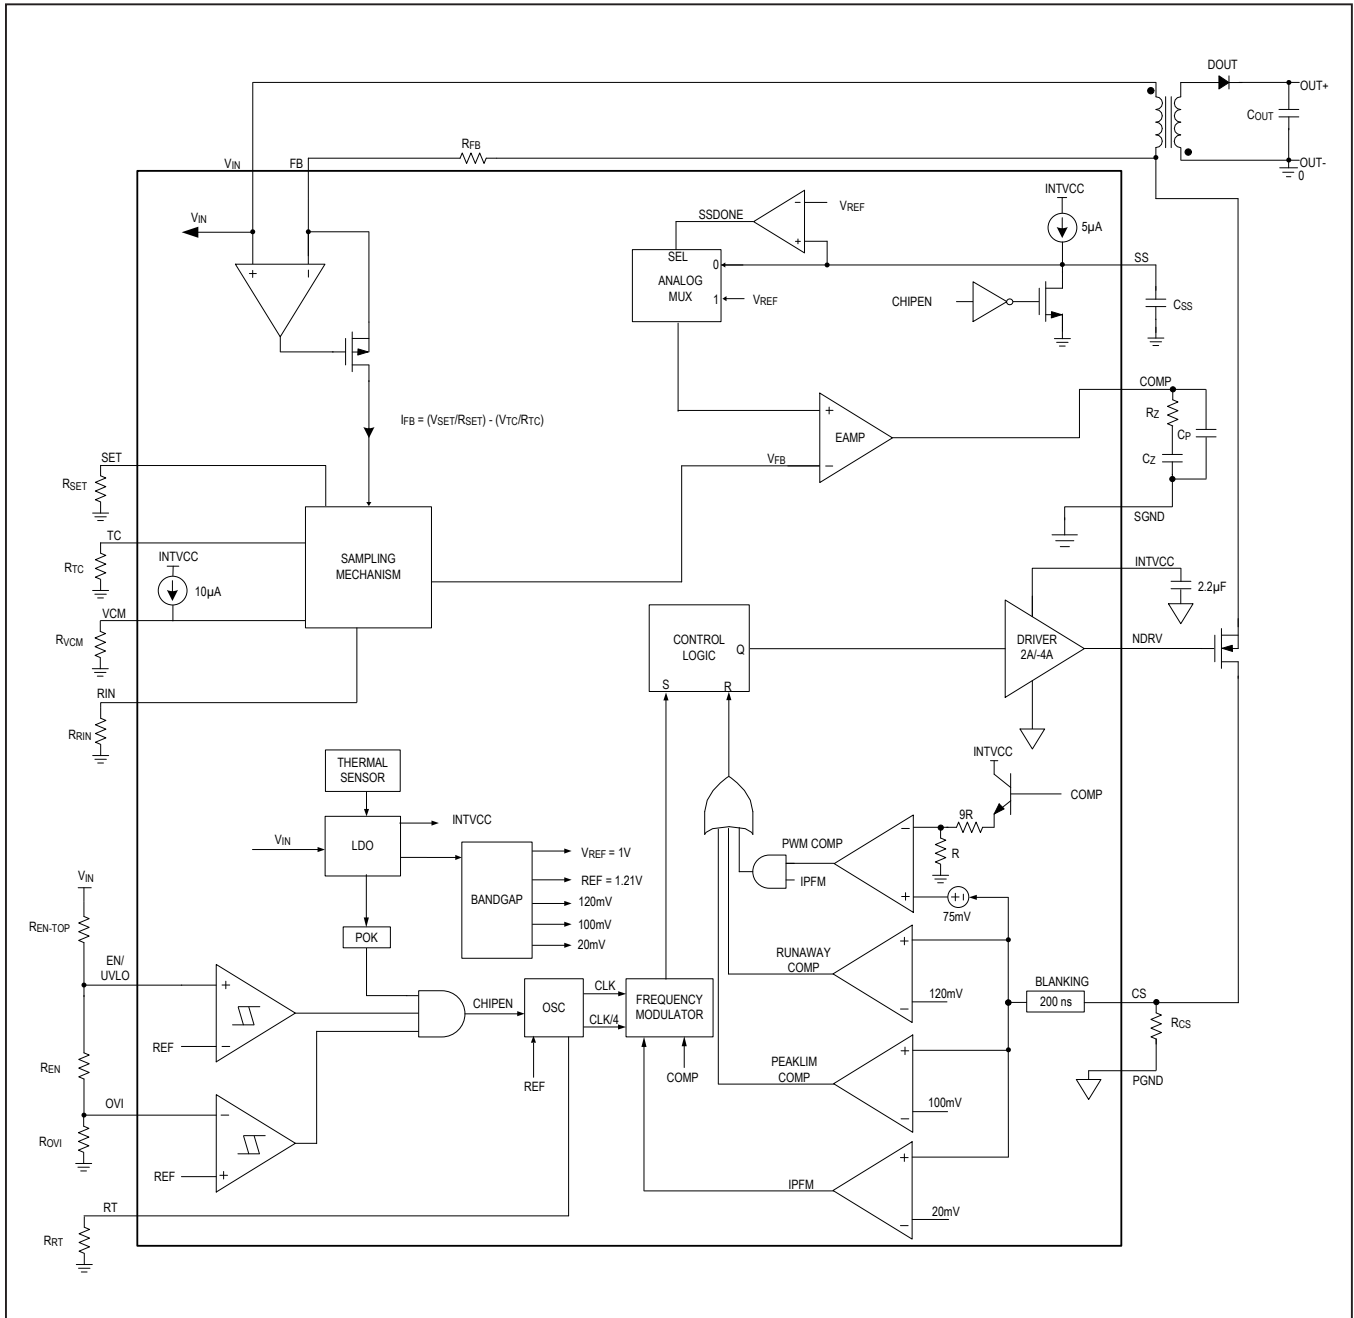 DOUT
OUT+
COUT
OUT-
0
RFB
VIN
FB
INTVCC
5µA
SSDONE
−
VREF
+
VIN
SEL
0
ANALOG
MUX
1
VREF
SS
CSS
CHIPEN
+
−
COMP
RZ
CP
CZ
IFB = (VSET/RSET) - (VTC/RTC)
+
EAMP
−
VFB
SET
RSET
SGND
TC
RTC
INTVCC
10µA
SAMPLING
MECHANISM
INTVCC
2.2µF
VCM
RVCM
CONTROL
LOGIC
Q
S
R
DRIVER
2A/-4A
NDRV
RIN
RRIN
THERMAL
SENSOR
INTVCC
COMP
9R
R
INTVCC
VIN
LDO
VREF = 1V
REF = 1.21V
120mV
100mV
20mV
BANDGAP
POK
PWM COMP
−
+
IPFM
+ −
75mV
VIN
REN-TOP
EN/
UVLO
+
−
REF
CHIPEN
OSC
CLK
CLK/4
FREQUENCY
MODULATOR
REF
COMP
RUNAWAY
COMP
+
−
120mV
BLANKING
200 ns
CS
RCS
PGND
REN
OVI
ROVI
−
+
REF
PEAKLIM
COMP
+
−
100mV
IPFM
+
−
20mV
RT
RRT